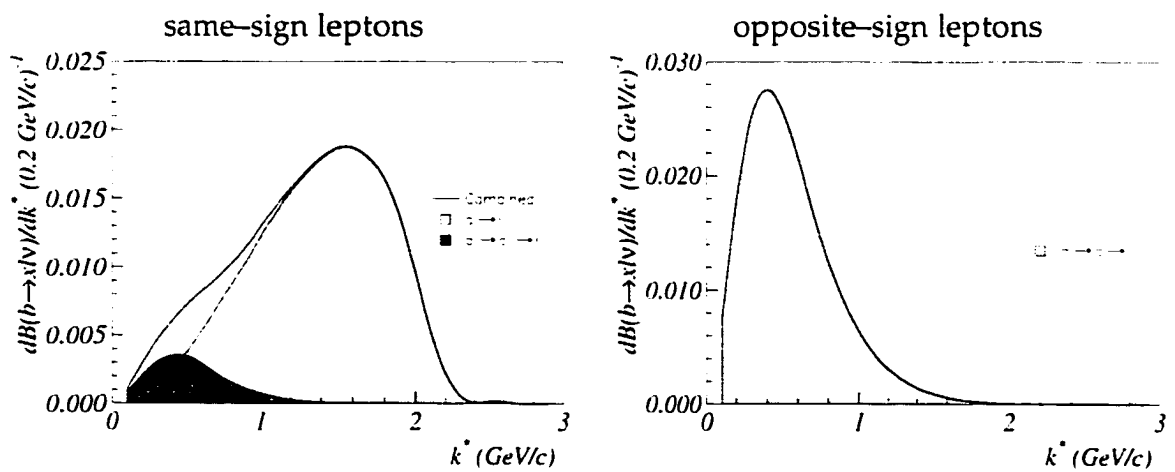 same–sign leptons
dB(b→xlν)/dk* (0.2 GeV/c)⁻¹
0.025
0.020
0.015
0.010
0.005
0.000
0 1 2 3
k* (GeV/c)
Combined
opposite–sign leptons
dB(b→xlν)/dk* (0.2 GeV/c)⁻¹
0.030
0.020
0.010
0.000
0 1 2 3
k* (GeV/c)